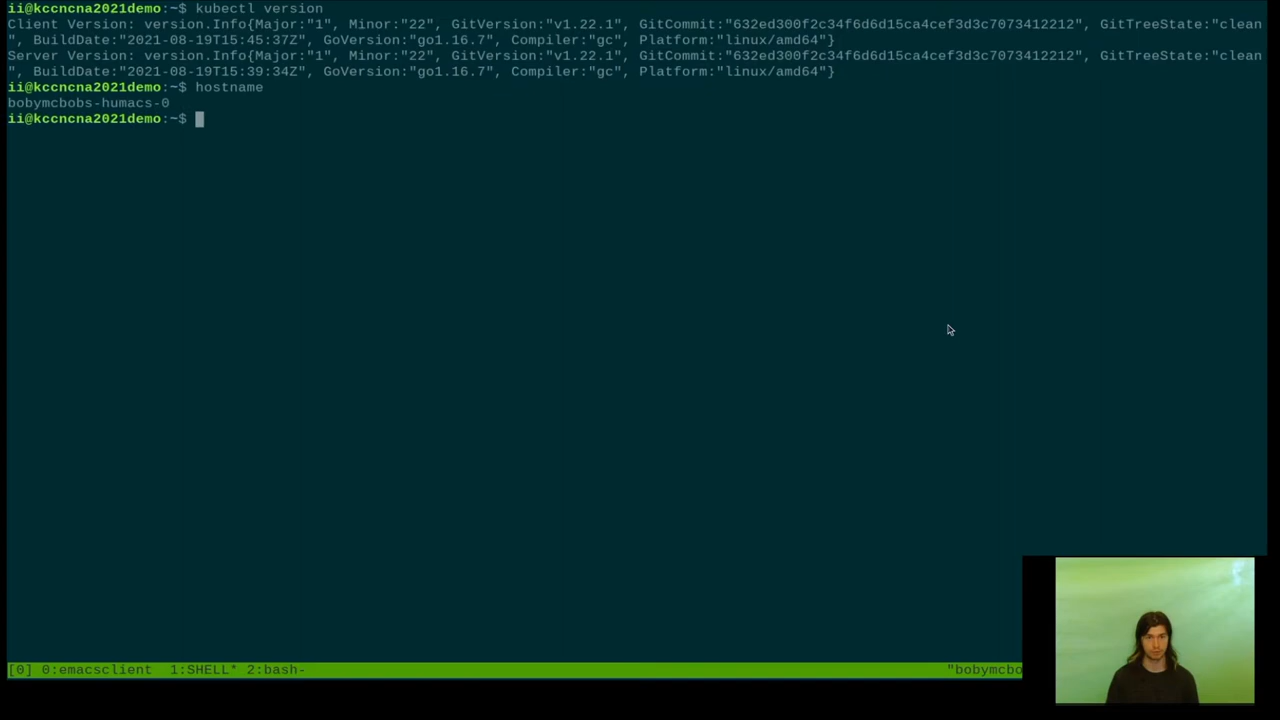 ii@kccncna2021demo:~$ kubectl version
Client Version: version.Info{Major:"1", Minor:"22", GitVersion:"v1.22.1", GitCommit:"632ed300f2c34f6d6d15ca4cef3d3c7073412212", GitTreeState:"clean
", BuildDate:"2021-08-19T15:45:37Z", GoVersion:"go1.16.7", Compiler:"gc", Platform:"linux/amd64"}
Server Version: version.Info{Major:"1", Minor:"22", GitVersion:"v1.22.1", GitCommit:"632ed300f2c34f6d6d15ca4cef3d3c7073412212", GitTreeState:"clean
", BuildDate:"2021-08-19T15:39:34Z", GoVersion:"go1.16.7", Compiler:"gc", Platform:"linux/amd64"}
ii@kccncna2021demo:~$ hostname
bobymcbobs-humacs-0
ii@kccncna2021demo:~$
[0] 0:emacsclient  1:SHELL* 2:bash- "bobymcbo